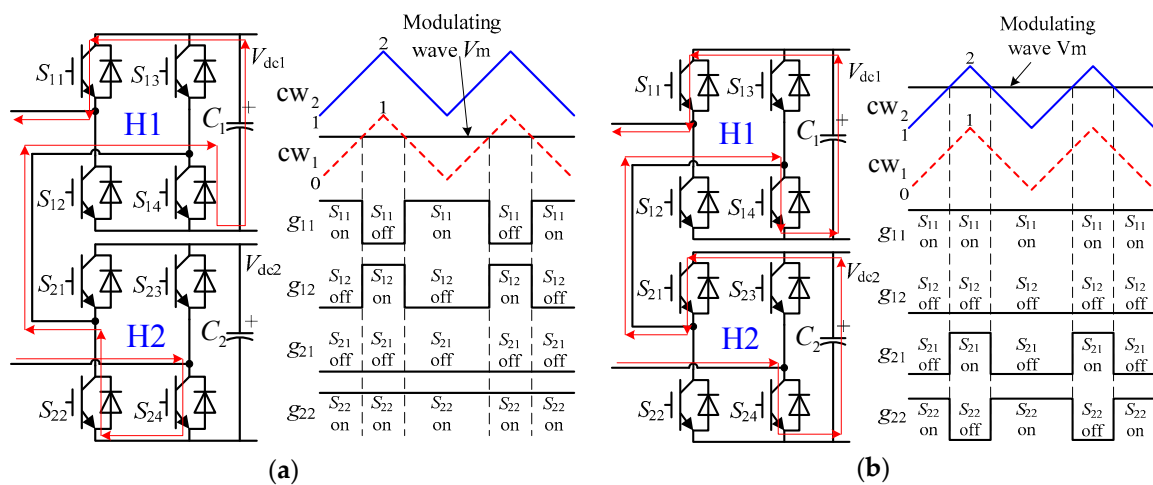 Modulating
wave Vm
S11
S13
Vdc1
H1
C1
+
S12
S14
Vdc2
S21
S23
H2
C2
+
S22
S24
2
cw2
1
1
cw1
0
g11
S11 on
S11 off
S11 on
S11 off
S11 on
g12
S12 off
S12 on
S12 off
S12 on
S12 off
g21
S21 off
S21 off
S21 off
S21 off
S21 off
g22
S22 on
S22 on
S22 on
S22 on
S22 on
(a)
Modulating
wave Vm
S11
S13
Vdc1
H1
C1
+
S12
S14
Vdc2
S21
S23
H2
C2
+
S22
S24
2
cw2
1
1
cw1
0
g11
S11 on
S11 on
S11 on
S11 on
S11 on
g12
S12 off
S12 off
S12 off
S12 off
S12 off
g21
S21 off
S21 on
S21 off
S21 on
S21 off
g22
S22 on
S22 off
S22 on
S22 off
S22 on
(b)